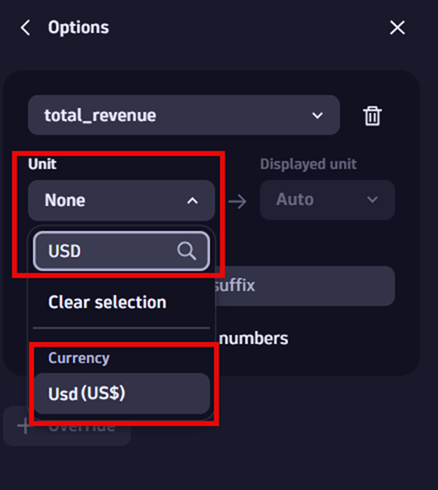 Options
total_revenue
Unit
Displayed unit
None
Auto
USD
Clear selection
suffix
numbers
Currency
Usd (US$)
+ Override